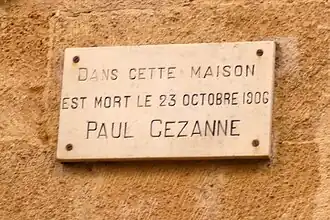 DANS CETTE MAISON
EST MORT LE 23 OCTOBRE 1906
PAUL CEZANNE